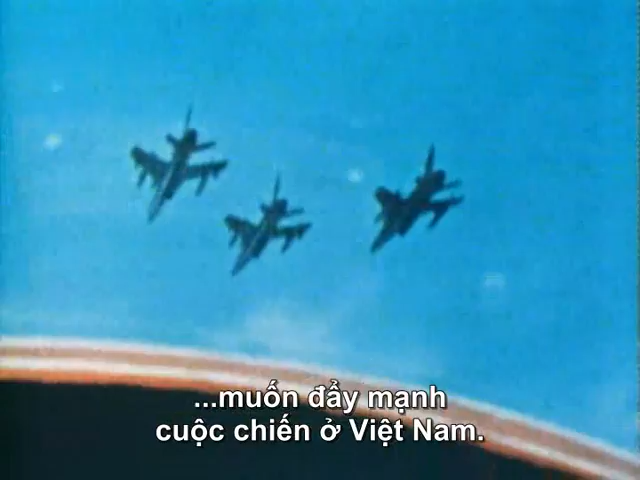 ...muốn đẩy mạnh
cuộc chiến ở Việt Nam.